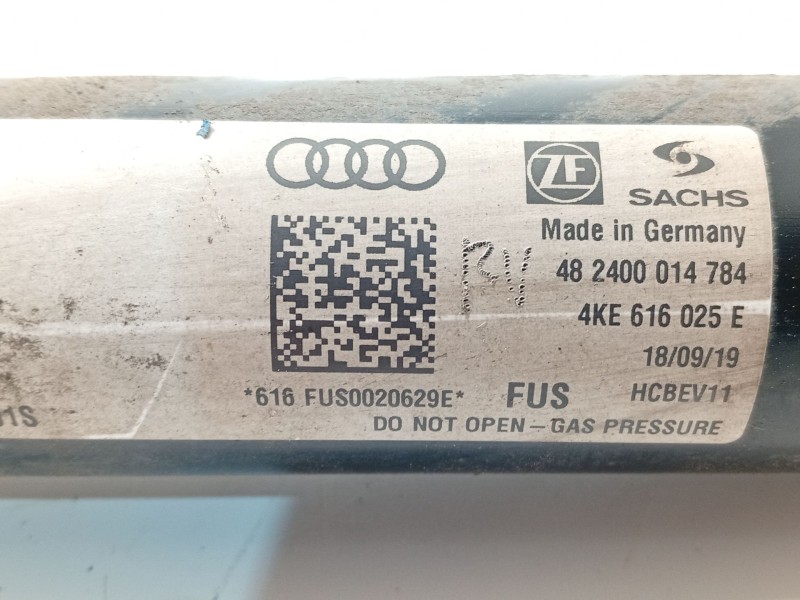 ZF
SACHS
Made in Germany
48 2400 014 784
4KE 616 025 E
18/09/19
*616 FUS0020629E* FUS HCBEV11
DO NOT OPEN – GAS PRESSURE